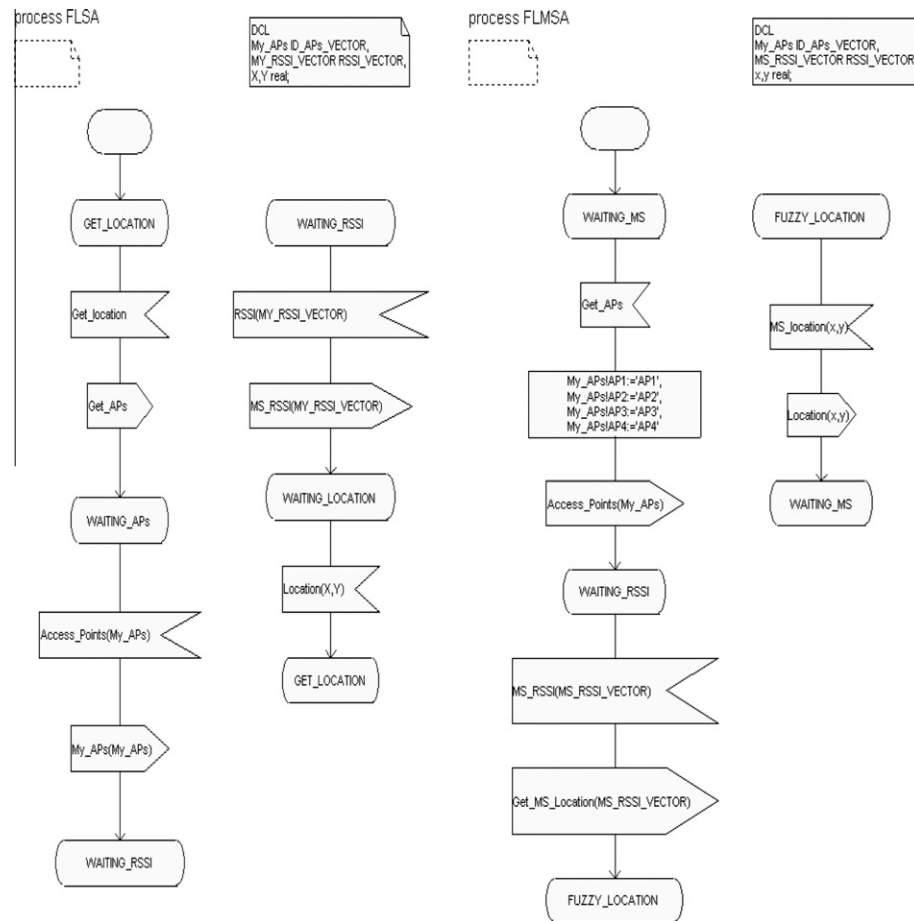 process FLSA
DCL
My_APs ID_APs_VECTOR,
MY_RSSI_VECTOR RSSI_VECTOR,
X,Y real;
GET_LOCATION
Get_location
Get_APs
WAITING_APs
Access_Points(My_APs)
My_APs(My_APs)
WAITING_RSSI
WAITING_RSSI
RSSI(MY_RSSI_VECTOR)
MS_RSSI(MY_RSSI_VECTOR)
WAITING_LOCATION
Location(X,Y)
GET_LOCATION
process FLMSA
DCL
My_APs ID_APs_VECTOR,
MS_RSSI_VECTOR RSSI_VECTOR
x,y real;
WAITING_MS
Get_APs
My_APs!AP1:='AP1',
My_APs!AP2:='AP2',
My_APs!AP3:='AP3',
My_APs!AP4:='AP4'
Access_Points(My_APs)
WAITING_RSSI
MS_RSSI(MS_RSSI_VECTOR)
Get_MS_Location(MS_RSSI_VECTOR)
FUZZY_LOCATION
FUZZY_LOCATION
MS_location(x,y)
Location(x,y)
WAITING_MS